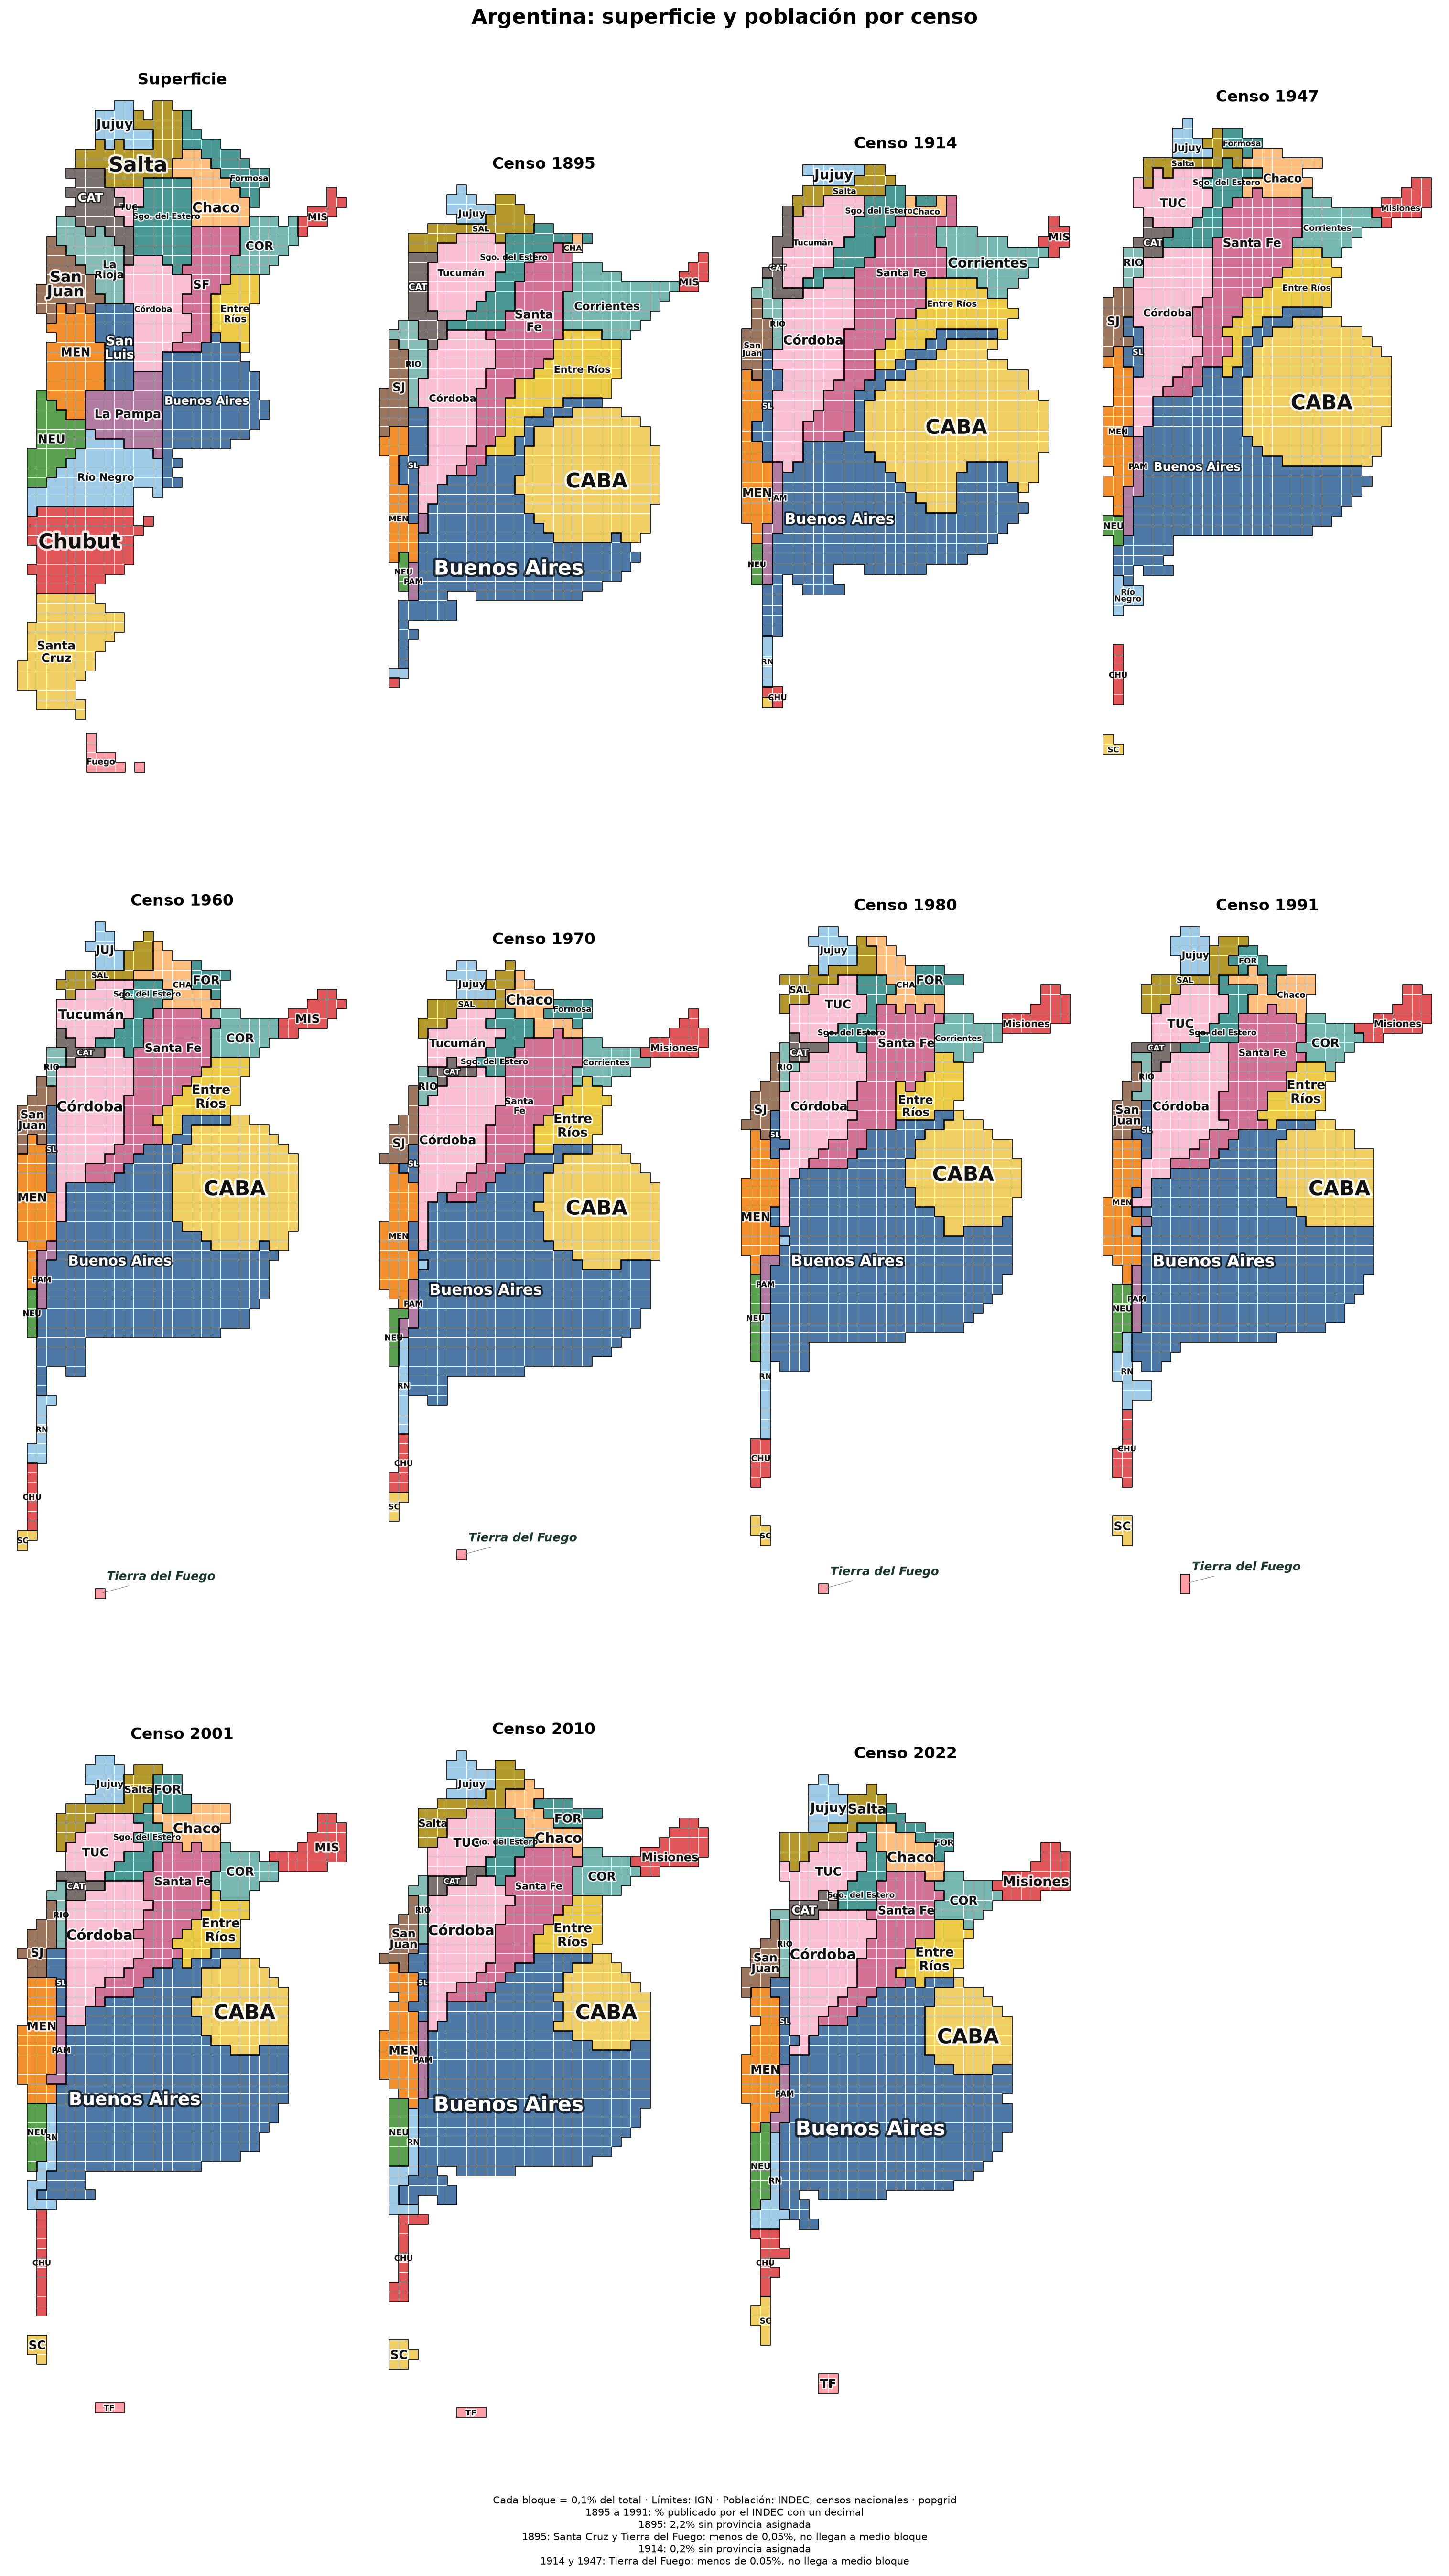 Argentina: superficie y población por censo
Superficie
Jujuy
Salta
CAT
TUC
Sgo. del Estero
Formosa
Chaco
MIS
COR
La
Rioja
San
Juan
SF
Córdoba
Entre
Ríos
MEN
San
Luis
Buenos Aires
La Pampa
NEU
Río Negro
Chubut
Santa
Cruz
Fuego
Censo 1895
Jujuy
SAL
CHA
Sgo. del Estero
Tucumán
MIS
CAT
Corrientes
Santa
Fe
RIO
Entre Ríos
SJ
Córdoba
SL
CABA
MEN
Buenos Aires
NEU
PAM
Censo 1914
Jujuy
Salta
Sgo. del Estero
Chaco
MIS
Tucumán
Corrientes
CAT
Santa Fe
Entre Ríos
RIO
Córdoba
San
Juan
SL
CABA
MEN
PAM
Buenos Aires
NEU
RN
CHU
Censo 1947
Jujuy
Formosa
Salta
Sgo. del Estero
Chaco
TUC
Misiones
Corrientes
CAT
Santa Fe
RIO
Entre Ríos
SJ
Córdoba
SL
CABA
MEN
PAM
Buenos Aires
NEU
Río
Negro
CHU
SC
Censo 1960
JUJ
SAL
CHA
FOR
Sgo. del Estero
Tucumán
MIS
COR
CAT
Santa Fe
RIO
Entre
Ríos
Córdoba
San
Juan
SL
CABA
MEN
Buenos Aires
PAM
NEU
RN
CHU
SC
Tierra del Fuego
Censo 1970
Jujuy
SAL
Chaco
Formosa
Tucumán
Misiones
Sgo. del Estero
Corrientes
CAT
RIO
Santa
Fe
Entre
Ríos
Córdoba
SJ
SL
CABA
MEN
Buenos Aires
PAM
NEU
RN
CHU
SC
Tierra del Fuego
Censo 1980
Jujuy
SAL
CHA
FOR
TUC
Misiones
Sgo. del Estero
Corrientes
Santa Fe
CAT
RIO
Entre
Ríos
Córdoba
SJ
SL
CABA
MEN
Buenos Aires
PAM
NEU
RN
CHU
SC
Tierra del Fuego
Censo 1991
Jujuy
FOR
SAL
Chaco
TUC
Misiones
Sgo. del Estero
COR
CAT
Santa Fe
RIO
Entre
Ríos
Córdoba
San
Juan
SL
CABA
MEN
Buenos Aires
PAM
NEU
RN
CHU
SC
Tierra del Fuego
Censo 2001
Jujuy
Salta
FOR
Chaco
Sgo. del Estero
TUC
MIS
COR
CAT
Santa Fe
RIO
Entre
Ríos
Córdoba
SJ
SL
CABA
MEN
PAM
Buenos Aires
NEU
RN
CHU
SC
TF
Censo 2010
Jujuy
Salta
FOR
TUC
go. del Estero
Chaco
Misiones
COR
CAT
Santa Fe
RIO
Entre
Ríos
Córdoba
San
Juan
SL
CABA
MEN
PAM
Buenos Aires
NEU
RN
CHU
SC
TF
Censo 2022
Jujuy
Salta
FOR
Chaco
TUC
Misiones
Sgo. del Estero
COR
CAT
Santa Fe
RIO
Entre
Ríos
Córdoba
San
Juan
SL
CABA
MEN
PAM
Buenos Aires
NEU
RN
CHU
SC
TF
Cada bloque = 0,1% del total · Límites: IGN · Población: INDEC, censos nacionales · popgrid
1895 a 1991: % publicado por el INDEC con un decimal
1895: 2,2% sin provincia asignada
1895: Santa Cruz y Tierra del Fuego: menos de 0,05%, no llegan a medio bloque
1914: 0,2% sin provincia asignada
1914 y 1947: Tierra del Fuego: menos de 0,05%, no llega a medio bloque